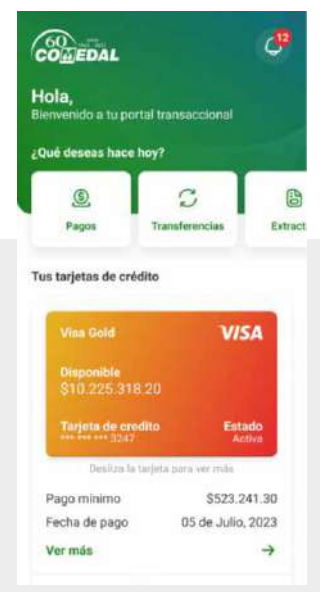 60
COMEDAL
12
Hola,
Bienvenido a tu portal transaccional
¿Qué deseas hace hoy?
Pagos
Transferencias
Extract
Tus tarjetas de crédito
Visa Gold
VISA
Disponible
$10.225.318.20
Tarjeta de credito
Estado
*** *** *** 3247
Activa
Desliza la tarjeta para ver más
Pago minimo
$523.241.30
Fecha de pago
05 de Julio, 2023
Ver más